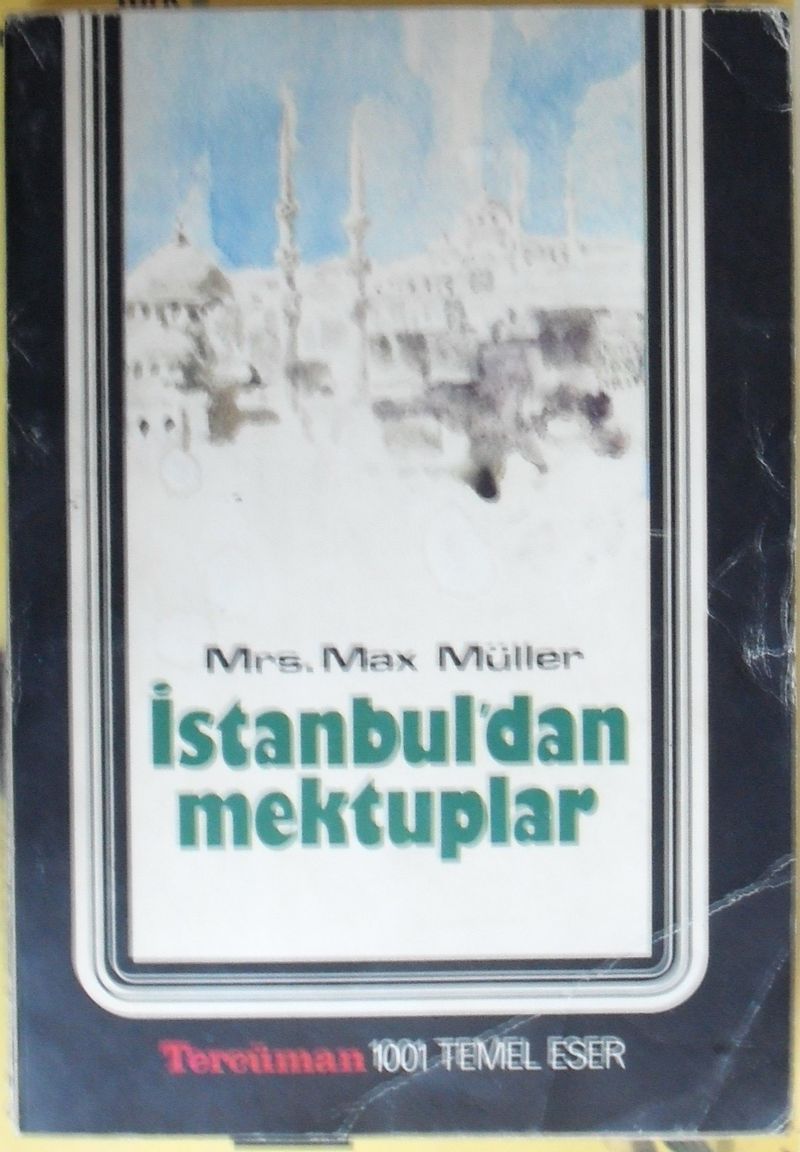 Mrs. Max Müller
İstanbul'dan
mektuplar
Tercüman 1001 TEMEL ESER